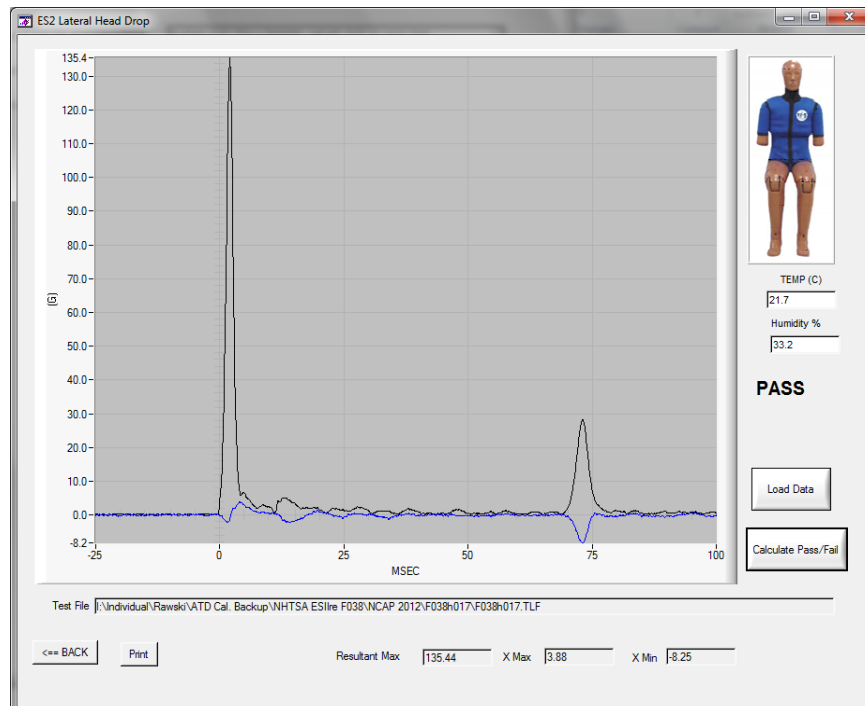 ES2 Lateral Head Drop
135.4
130.0
120.0
110.0
100.0
90.0
80.0
70.0
60.0
50.0
40.0
30.0
20.0
10.0
0.0
-8.2
(G)
-25
0
25
50
75
100
MSEC
TEMP (C)
21.7
Humidity %
33.2
PASS
Load Data
Calculate Pass/Fail
Test File I:\Individual\Rawski\ATD Cal. Backup\NHTSA ESIIre F038\NCAP 2012\F038h017\F038h017.TLF
<== BACK
Print
Resultant Max 135.44 X Max 3.88 X Min -8.25